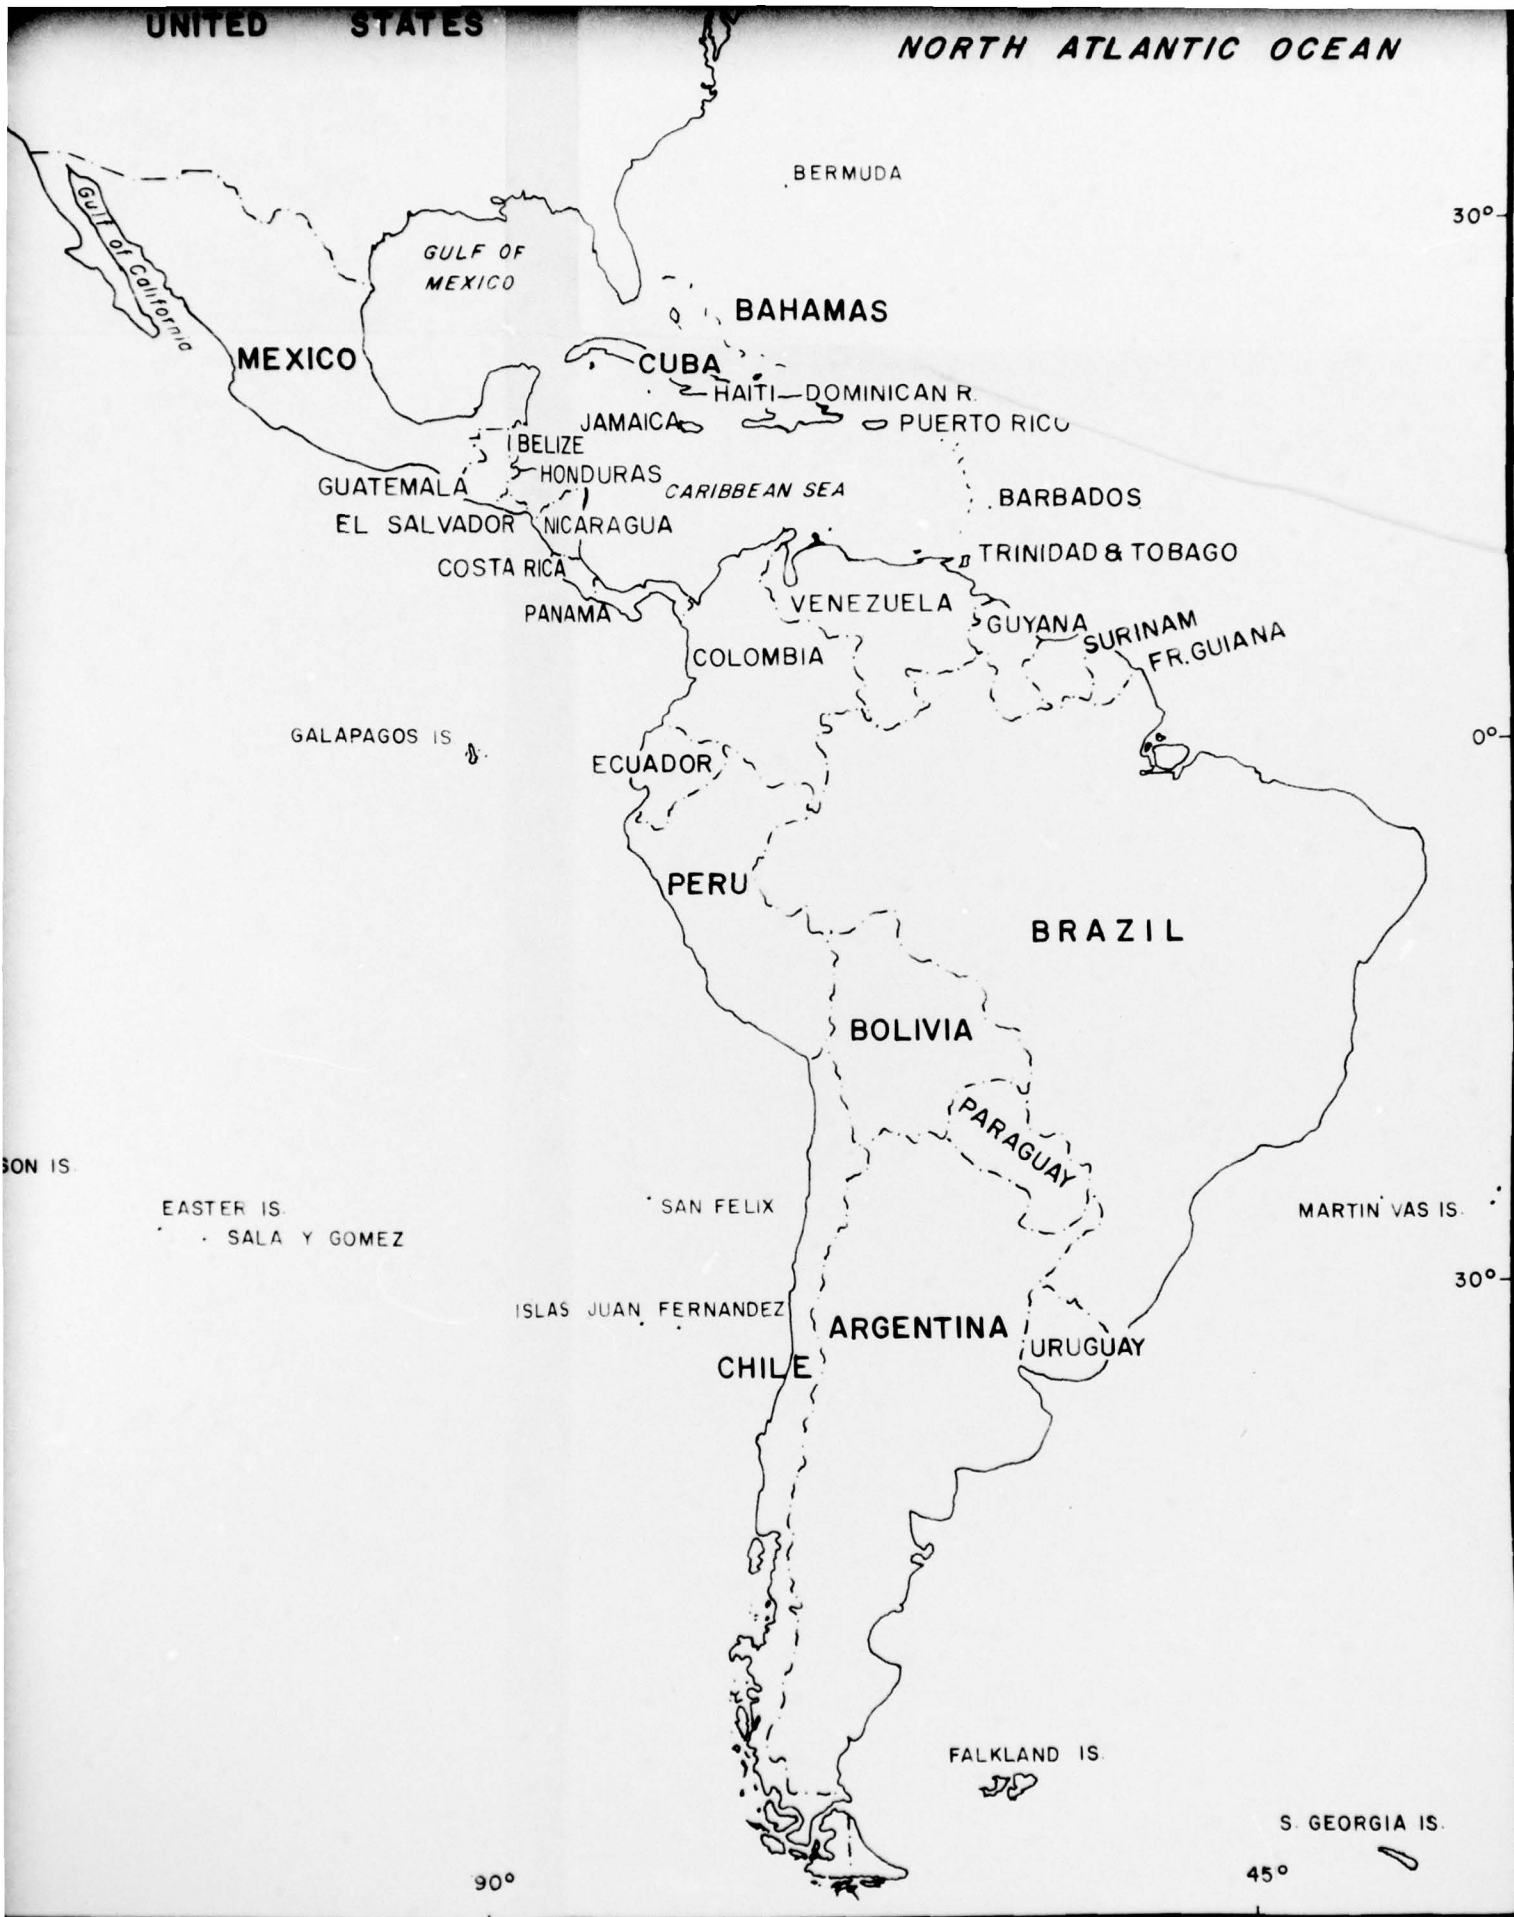 UNITED STATES
NORTH ATLANTIC OCEAN
BERMUDA
30°
Gulf of California
GULF OF
MEXICO
BAHAMAS
MEXICO
CUBA
HAITI DOMINICAN R.
JAMAICA
PUERTO RICO
BELIZE
HONDURAS
GUATEMALA
CARIBBEAN SEA
BARBADOS
EL SALVADOR
NICARAGUA
TRINIDAD & TOBAGO
COSTA RICA
PANAMA
VENEZUELA
GUYANA
SURINAM
FR. GUIANA
COLOMBIA
GALAPAGOS IS
0°
ECUADOR
PERU
BRAZIL
BOLIVIA
PARAGUAY
SON IS.
EASTER IS.
SALA Y GOMEZ
SAN FELIX
MARTIN VAS IS.
30°
ISLAS JUAN FERNANDEZ
ARGENTINA
URUGUAY
CHILE
FALKLAND IS.
S. GEORGIA IS.
90°
45°